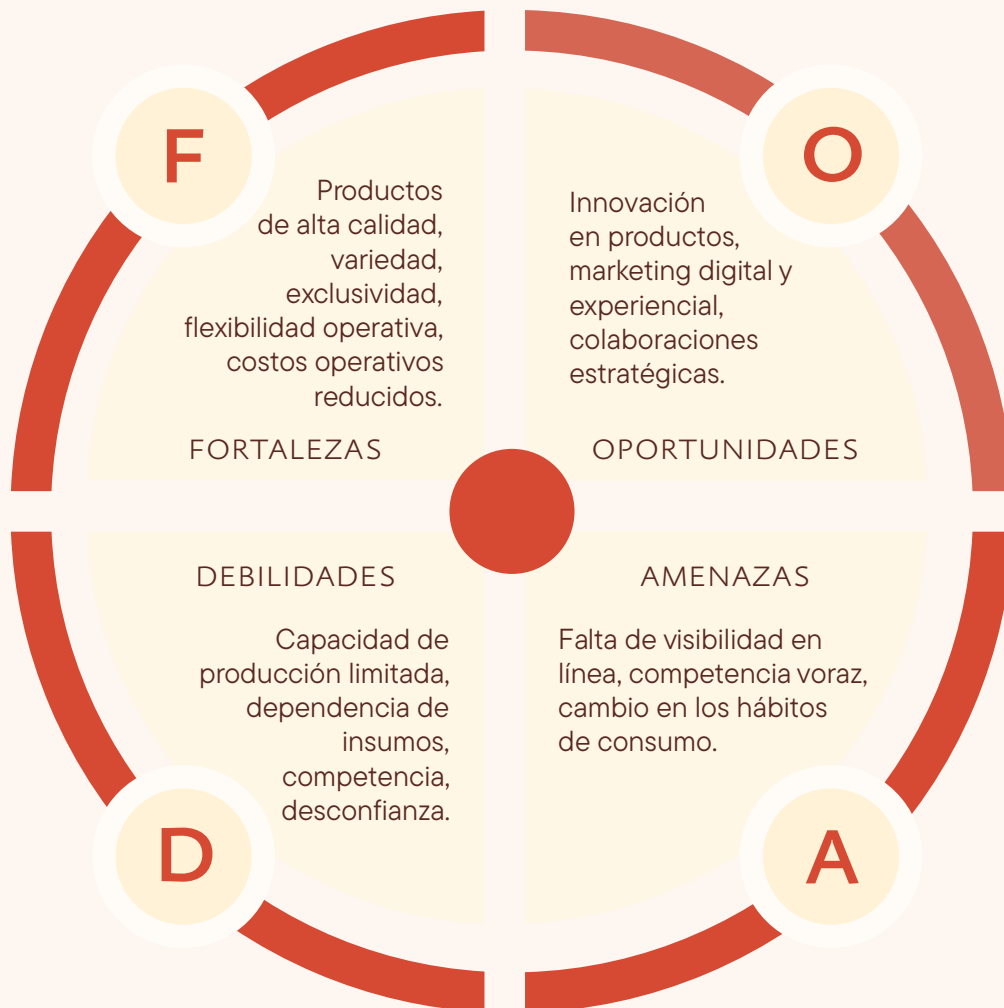 F
Productos
de alta calidad,
variedad,
exclusividad,
flexibilidad operativa,
costos operativos
reducidos.
FORTALEZAS
O
Innovación
en productos,
marketing digital y
experiencial,
colaboraciones
estratégicas.
OPORTUNIDADES
DEBILIDADES
Capacidad de
producción limitada,
dependencia de
insumos,
competencia,
desconfianza.
D
AMENAZAS
Falta de visibilidad en
línea, competencia voraz,
cambio en los hábitos
de consumo.
A